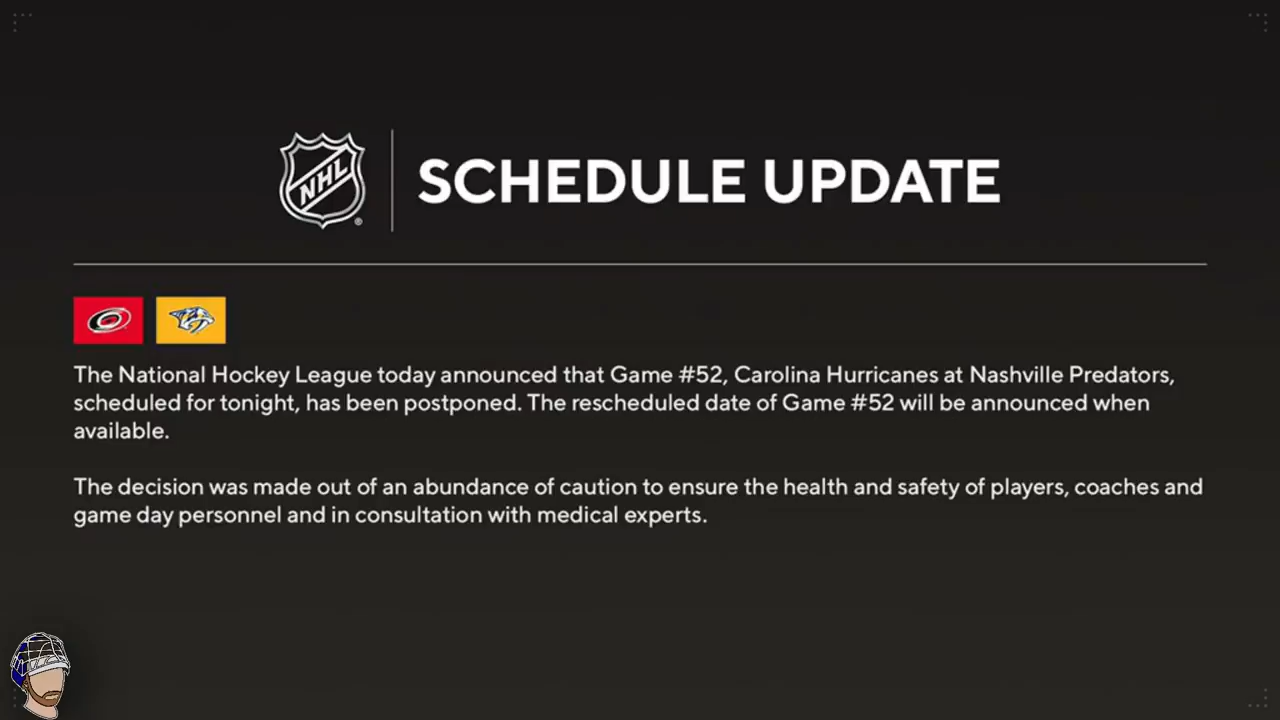 NHL
SCHEDULE UPDATE
The National Hockey League today announced that Game #52, Carolina Hurricanes at Nashville Predators,
scheduled for tonight, has been postponed. The rescheduled date of Game #52 will be announced when
available.
The decision was made out of an abundance of caution to ensure the health and safety of players, coaches and
game day personnel and in consultation with medical experts.